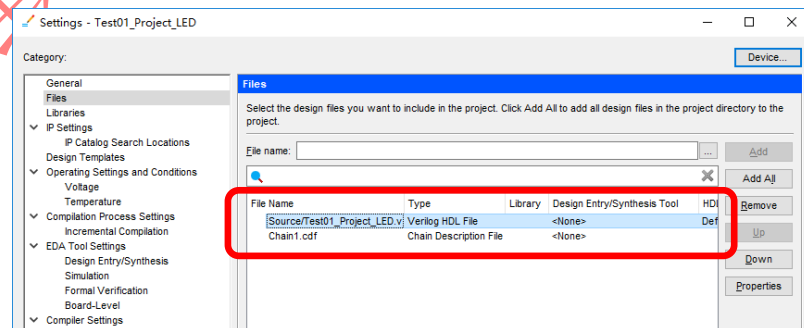 Settings - Test01_Project_LED
Category:
Device...
General
Files
Libraries
IP Settings
IP Catalog Search Locations
Design Templates
Operating Settings and Conditions
Voltage
Temperature
Compilation Process Settings
Incremental Compilation
EDA Tool Settings
Design Entry/Synthesis
Simulation
Formal Verification
Board-Level
Compiler Settings
Files
Select the design files you want to include in the project. Click Add All to add all design files in the project directory to the
project.
File name:
...
Add
Add All
File Name Type Library Design Entry/Synthesis Tool HDL
Source/Test01_Project_LED.v Verilog HDL File <None> Def
Chain1.cdf Chain Description File <None>
Remove
Up
Down
Properties